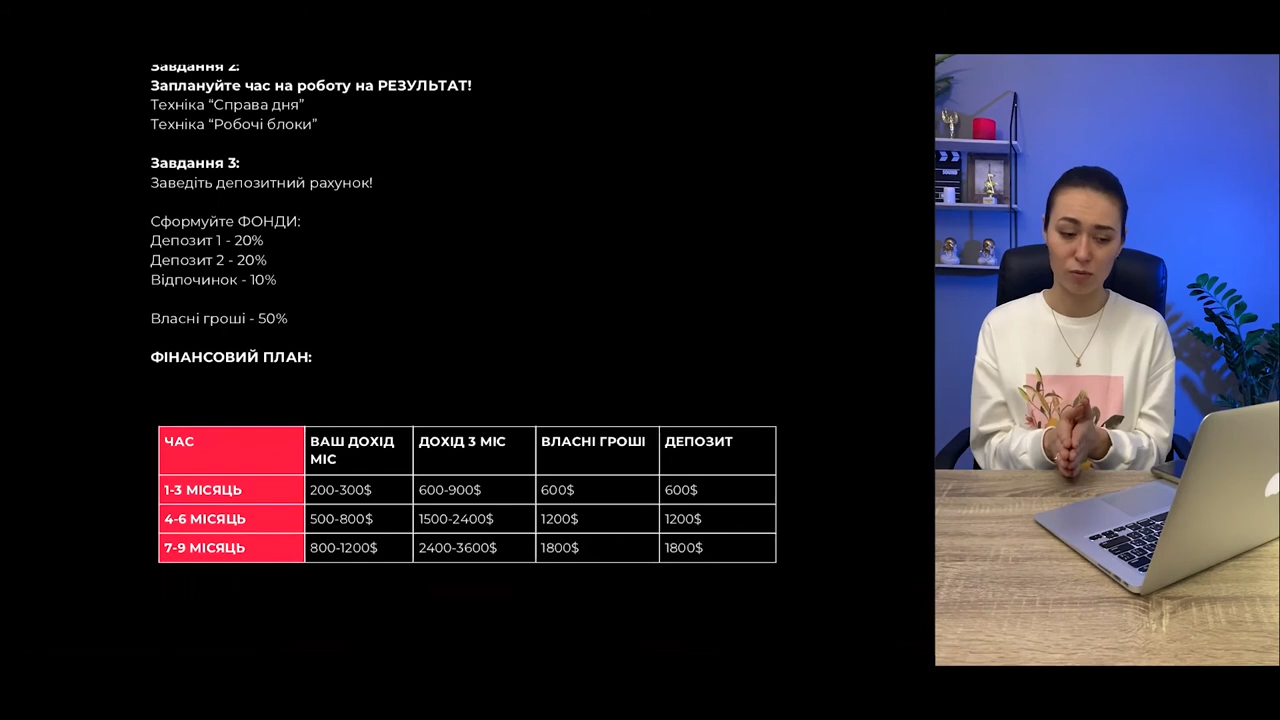 Завдання 2:
Заплануйте час на роботу на РЕЗУЛЬТАТ!
Техніка “Справа дня”
Техніка “Робочі блоки”
Завдання 3:
Заведіть депозитний рахунок!
Сформуйте ФОНДИ:
Депозит 1 - 20%
Депозит 2 - 20%
Відпочинок - 10%
Власні гроші - 50%
ФІНАНСОВИЙ ПЛАН:
ЧАС ВАШ ДОХІД МІС ДОХІД 3 МІС ВЛАСНІ ГРОШІ ДЕПОЗИТ
1-3 МІСЯЦЬ 200-300$ 600-900$ 600$ 600$
4-6 МІСЯЦЬ 500-800$ 1500-2400$ 1200$ 1200$
7-9 МІСЯЦЬ 800-1200$ 2400-3600$ 1800$ 1800$